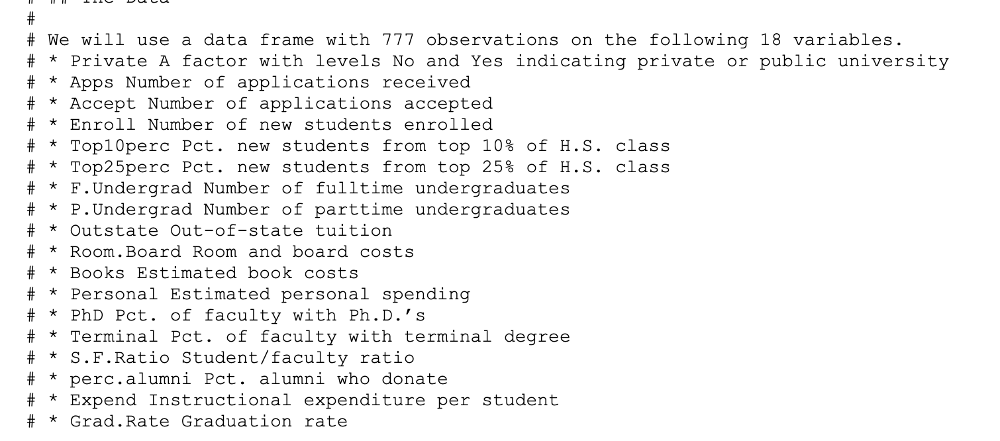 # ## The Data
#
# We will use a data frame with 777 observations on the following 18 variables.
# * Private A factor with levels No and Yes indicating private or public university
# * Apps Number of applications received
# * Accept Number of applications accepted
# * Enroll Number of new students enrolled
# * Top10perc Pct. new students from top 10% of H.S. class
# * Top25perc Pct. new students from top 25% of H.S. class
# * F.Undergrad Number of fulltime undergraduates
# * P.Undergrad Number of parttime undergraduates
# * Outstate Out-of-state tuition
# * Room.Board Room and board costs
# * Books Estimated book costs
# * Personal Estimated personal spending
# * PhD Pct. of faculty with Ph.D.’s
# * Terminal Pct. of faculty with terminal degree
# * S.F.Ratio Student/faculty ratio
# * perc.alumni Pct. alumni who donate
# * Expend Instructional expenditure per student
# * Grad.Rate Graduation rate